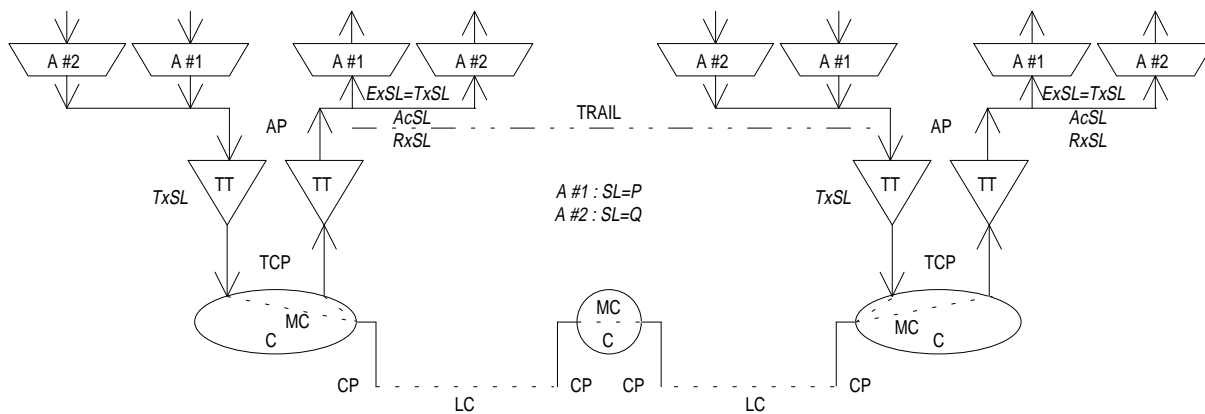 A #2
A #1
A #1
A #2
A #2
A #1
A #1
A #2
ExSL=TxSL
ExSL=TxSL
AP
AcSL
TRAIL
AP
AcSL
RxSL
RxSL
TT
TT
TT
TT
TxSL
A #1 : SL=P
TxSL
A #2 : SL=Q
TCP
TCP
MC
MC
MC
C
C
C
CP
CP
CP
CP
LC
LC